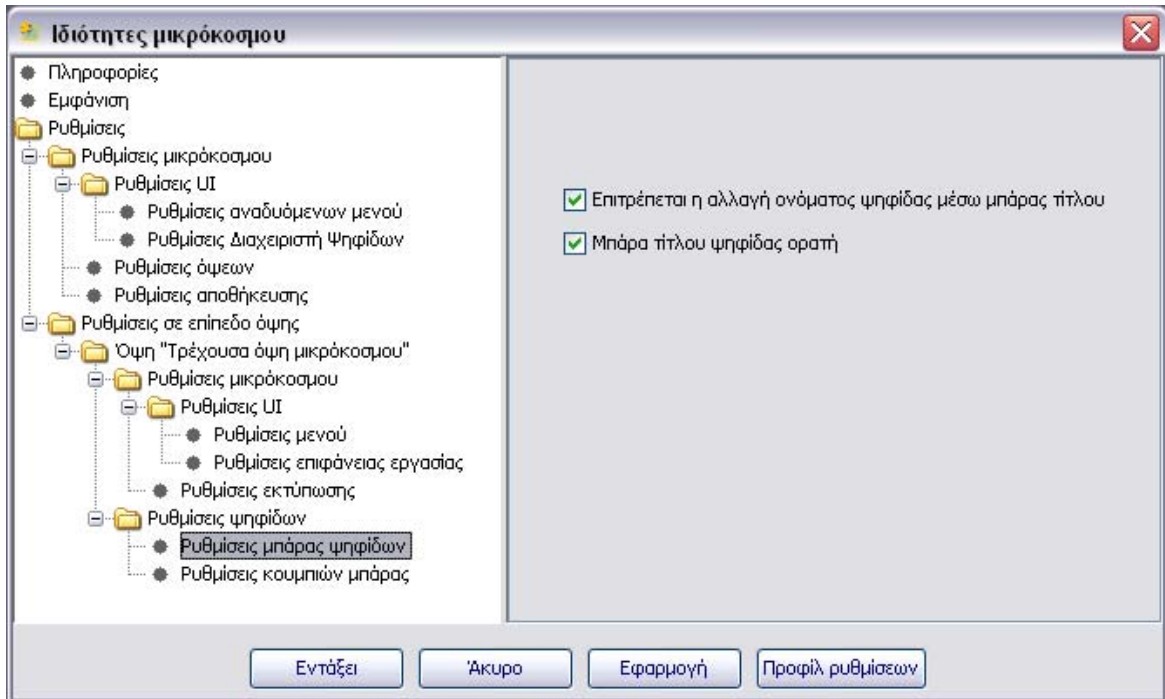 Ιδιότητες μικρόκοσμου
Πληροφορίες
Εμφάνιση
Ρυθμίσεις
Ρυθμίσεις μικρόκοσμου
Ρυθμίσεις UI
Ρυθμίσεις αναδυόμενων μενού
Ρυθμίσεις Διαχειριστή Ψηφίδων
Ρυθμίσεις όψεων
Ρυθμίσεις αποθήκευσης
Ρυθμίσεις σε επίπεδο όψης
Όψη "Τρέχουσα όψη μικρόκοσμου"
Ρυθμίσεις μικρόκοσμου
Ρυθμίσεις UI
Ρυθμίσεις μενού
Ρυθμίσεις επιφάνειας εργασίας
Ρυθμίσεις εκτύπωσης
Ρυθμίσεις ψηφίδων
Ρυθμίσεις μπάρας ψηφίδων
Ρυθμίσεις κουμπιών μπάρας
Επιτρέπεται η αλλαγή ονόματος ψηφίδας μέσω μπάρας τίτλου
Μπάρα τίτλου ψηφίδας ορατή
Εντάξει Άκυρο Εφαρμογή Προφίλ ρυθμίσεων